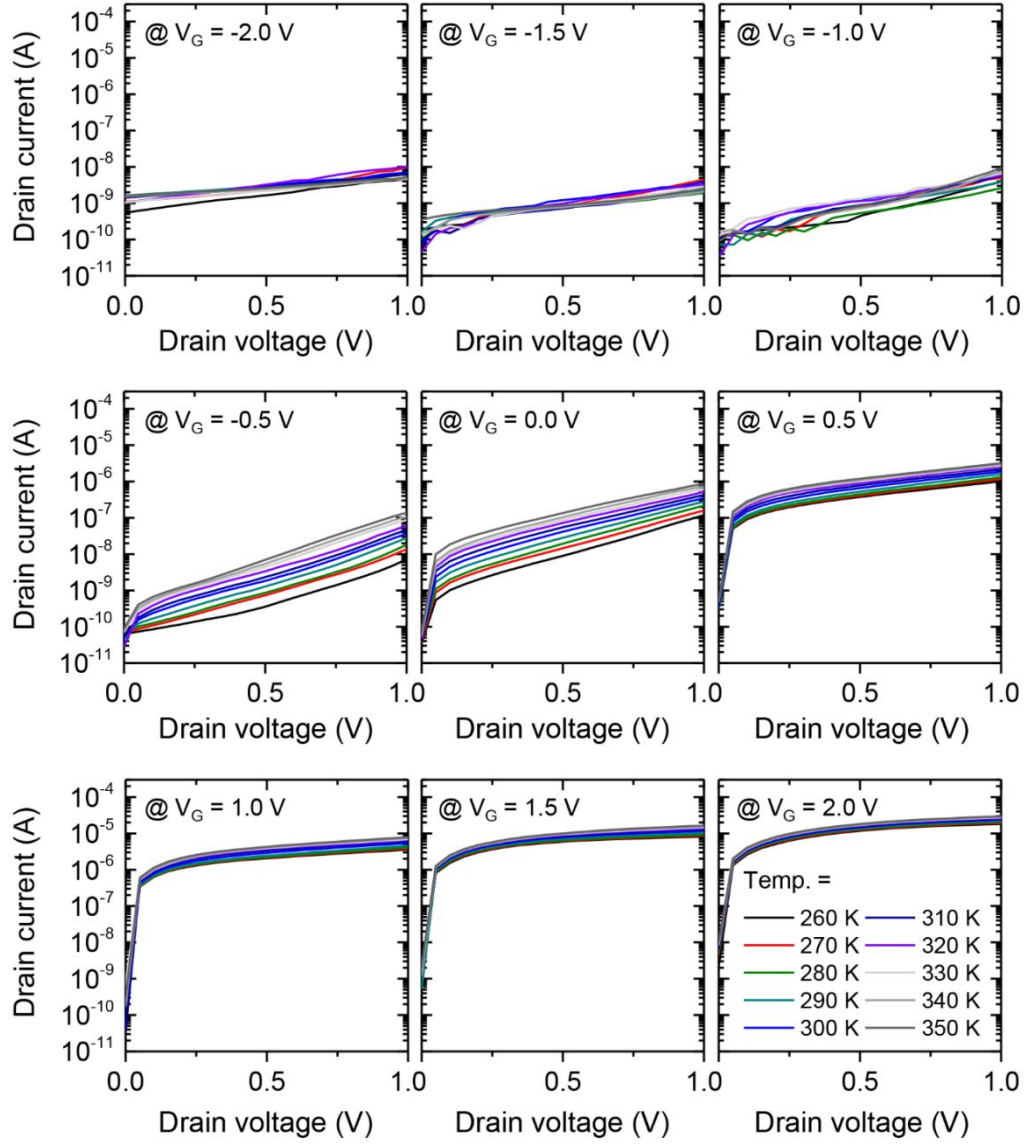 @ V_G = -2.0 V
@ V_G = -1.5 V
@ V_G = -1.0 V
Drain current (A)
10^-4
10^-5
10^-6
10^-7
10^-8
10^-9
10^-10
10^-11
0.0 0.5 1.0 0.5 1.0 0.5 1.0
Drain voltage (V) Drain voltage (V) Drain voltage (V)
@ V_G = -0.5 V
@ V_G = 0.0 V
@ V_G = 0.5 V
Drain current (A)
10^-4
10^-5
10^-6
10^-7
10^-8
10^-9
10^-10
10^-11
0.0 0.5 1.0 0.5 1.0 0.5 1.0
Drain voltage (V) Drain voltage (V) Drain voltage (V)
@ V_G = 1.0 V
@ V_G = 1.5 V
@ V_G = 2.0 V
Drain current (A)
10^-4
10^-5
10^-6
10^-7
10^-8
10^-9
10^-10
10^-11
Temp. =
260 K 310 K
270 K 320 K
280 K 330 K
290 K 340 K
300 K 350 K
0.0 0.5 1.0 0.5 1.0 0.5 1.0
Drain voltage (V) Drain voltage (V) Drain voltage (V)